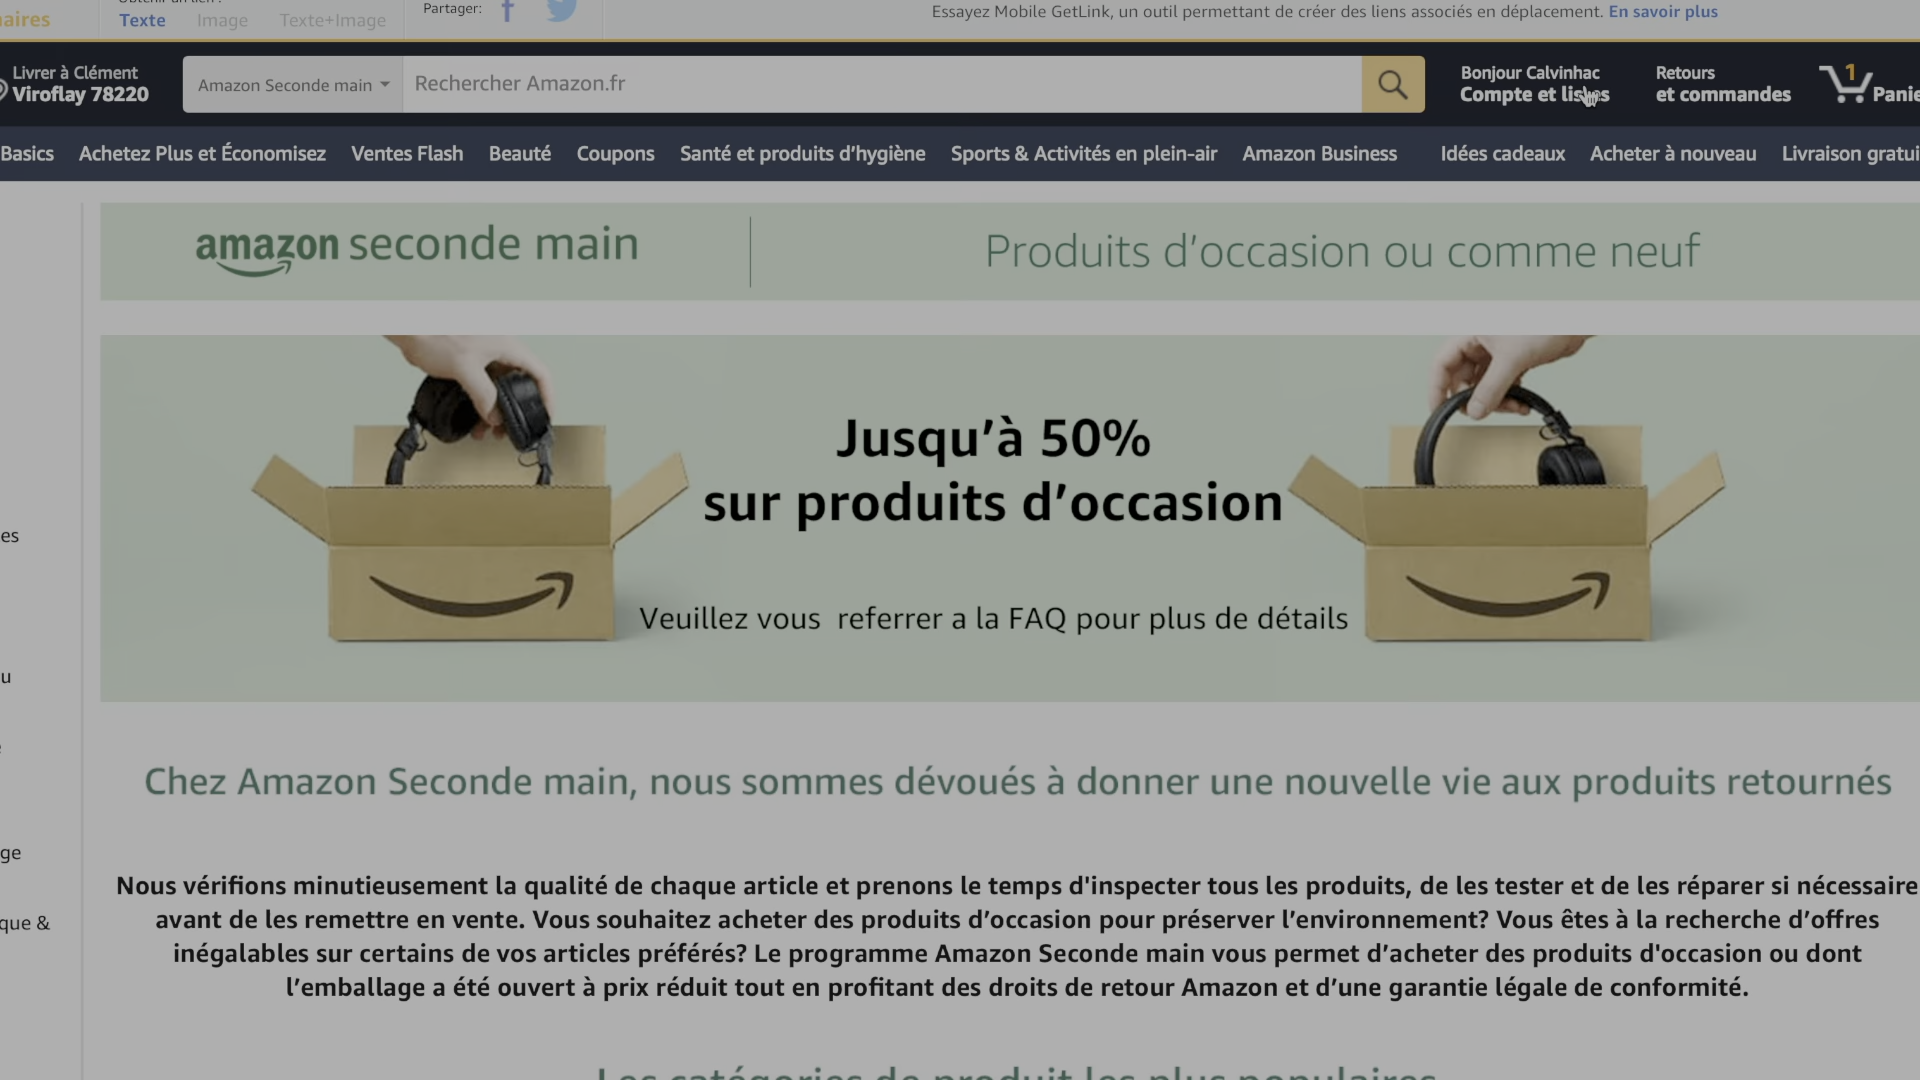 Texte Image Texte+Image
Partager:
Essayez Mobile GetLink, un outil permettant de créer des liens associés en déplacement. En savoir plus
Livrer à Clément
Viroflay 78220
Amazon Seconde main
Rechercher Amazon.fr
Bonjour Calvinhac
Compte et listes
Retours
et commandes
1
Basics Achetez Plus et Économisez Ventes Flash Beauté Coupons Santé et produits d'hygiène Sports & Activités en plein-air Amazon Business Idées cadeaux Acheter à nouveau Livraison
amazon seconde main
Produits d'occasion ou comme neuf
Jusqu'à 50%
sur produits d'occasion
Veuillez vous referrer a la FAQ pour plus de détails
Chez Amazon Seconde main, nous sommes dévoués à donner une nouvelle vie aux produits retournés
Nous vérifions minutieusement la qualité de chaque article et prenons le temps d'inspecter tous les produits, de les tester et de les réparer si nécessaire
avant de les remettre en vente. Vous souhaitez acheter des produits d'occasion pour préserver l'environnement? Vous êtes à la recherche d'offres
inégalables sur certains de vos articles préférés? Le programme Amazon Seconde main vous permet d'acheter des produits d'occasion ou dont
l'emballage a été ouvert à prix réduit tout en profitant des droits de retour Amazon et d'une garantie légale de conformité.
Les catégories de produit les plus populaires